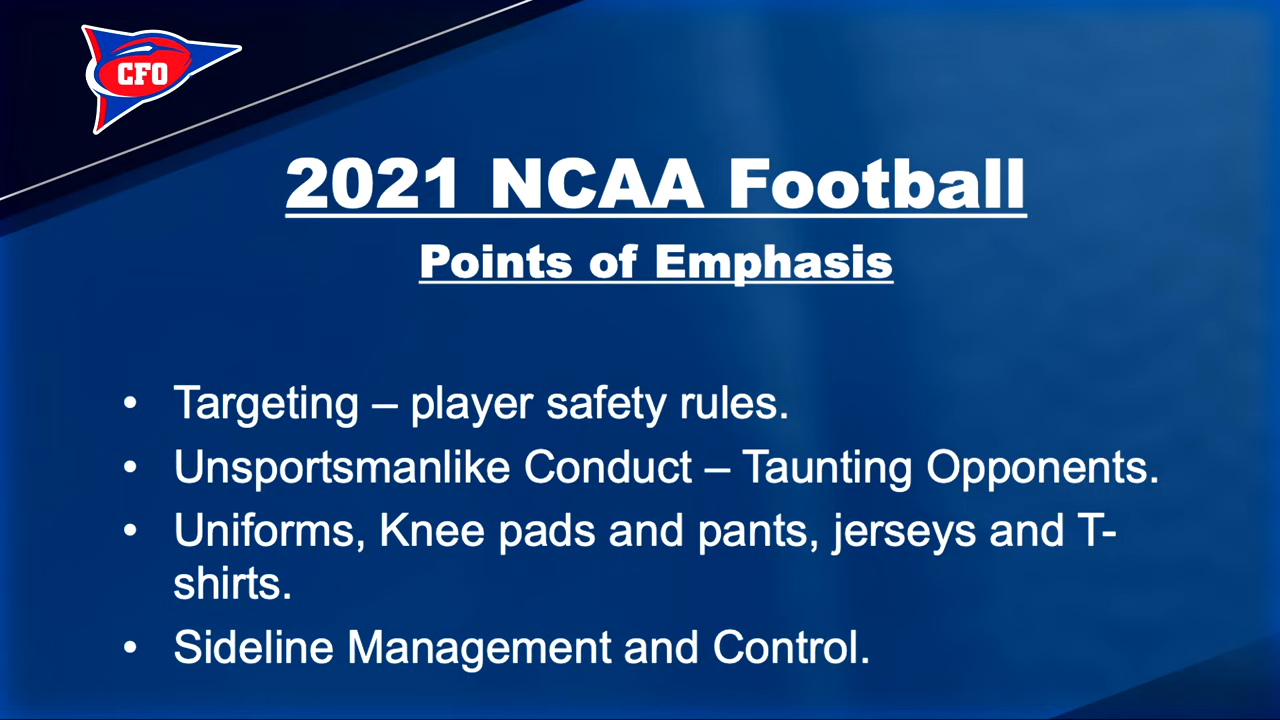 CFO
2021 NCAA Football
Points of Emphasis
• Targeting – player safety rules.
• Unsportsmanlike Conduct – Taunting Opponents.
• Uniforms, Knee pads and pants, jerseys and T-
shirts.
• Sideline Management and Control.